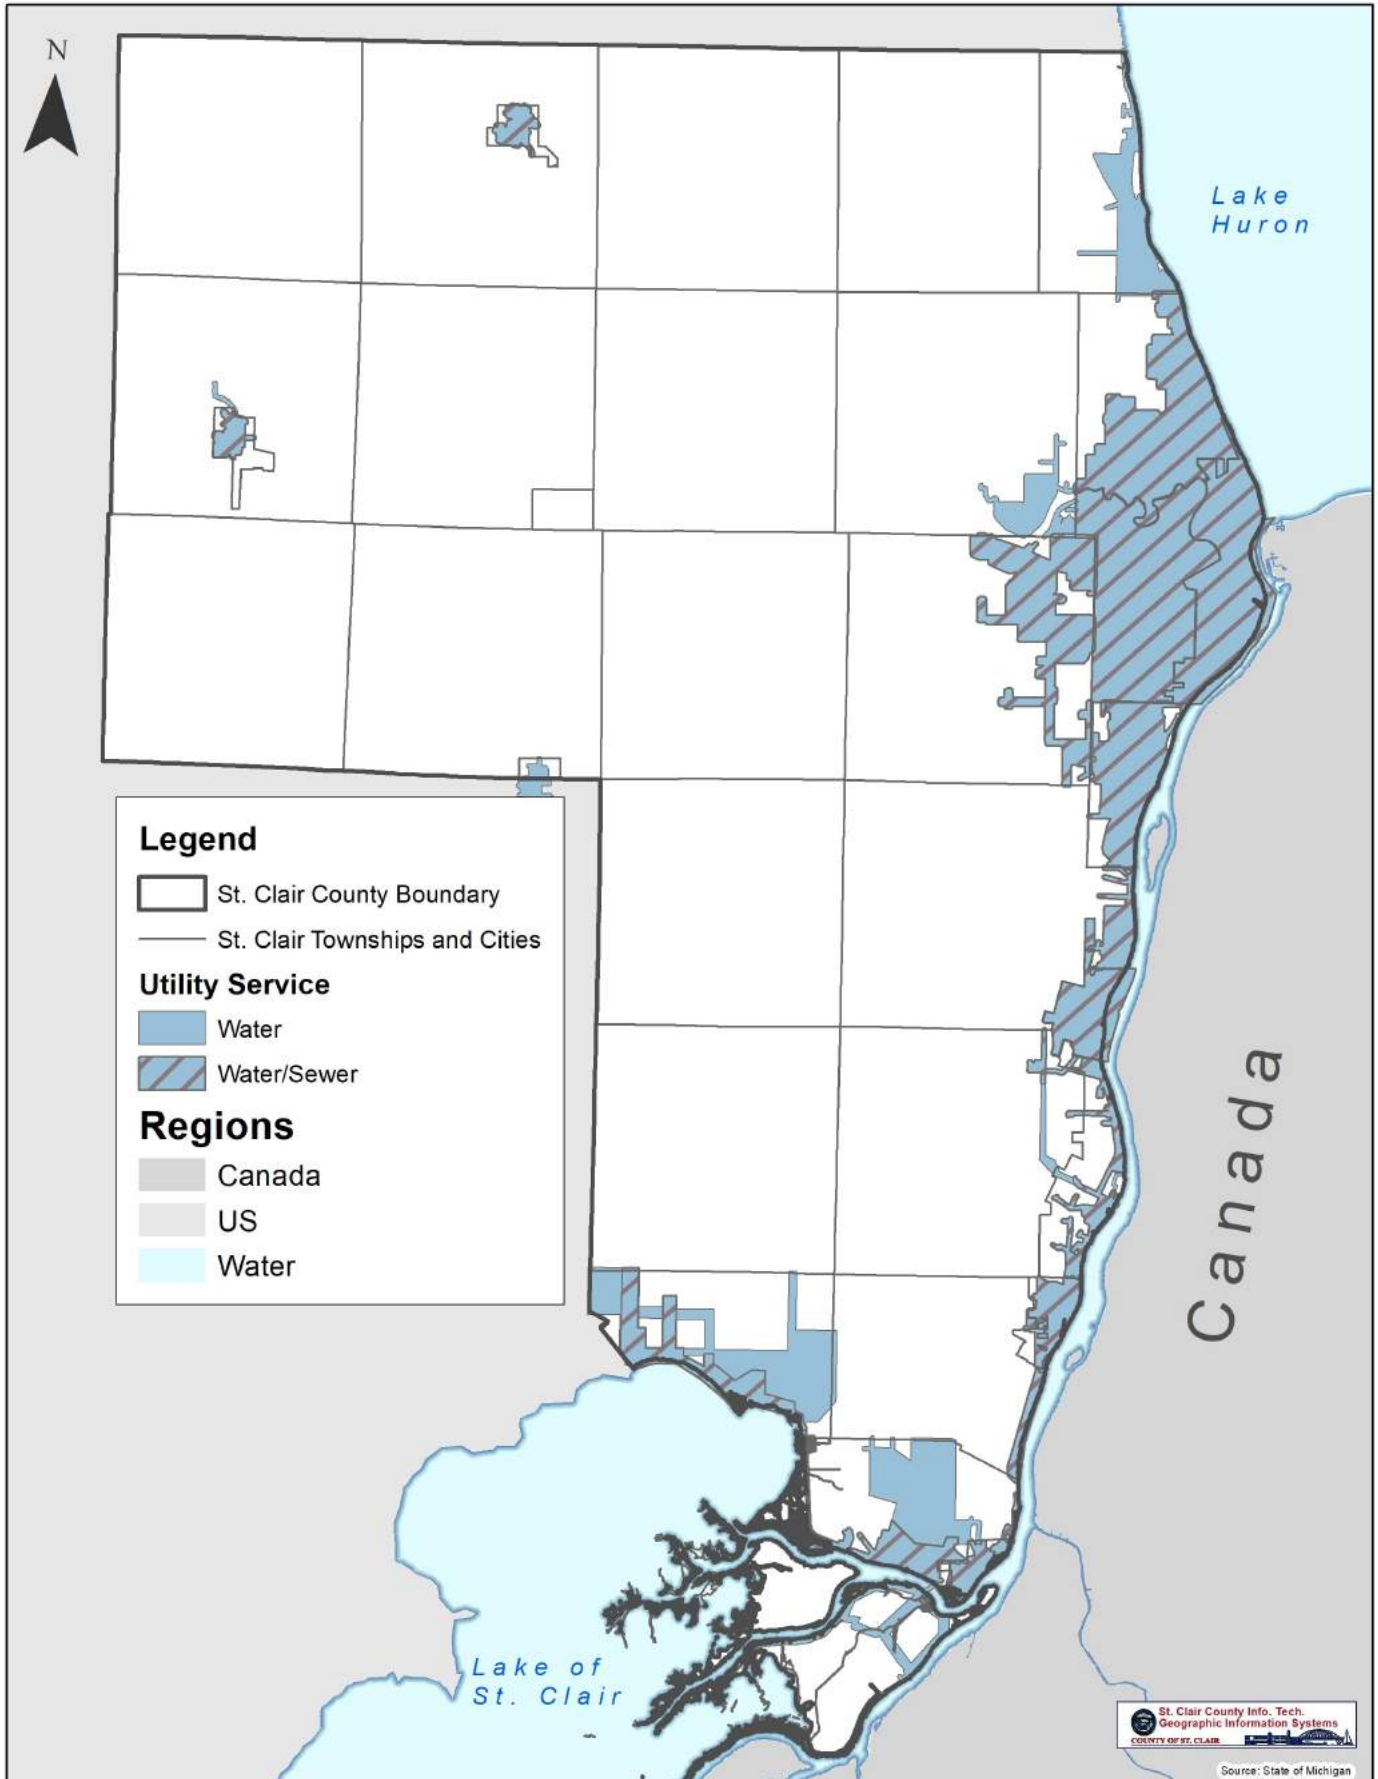 N
Lake
Huron
Legend
St. Clair County Boundary
St. Clair Townships and Cities
Utility Service
Water
Water/Sewer
Regions
Canada
US
Water
Canada
Lake of
St. Clair
St. Clair County Info. Tech.
Geographic Information Systems
COUNTY OF ST. CLAIR
Source: State of Michigan